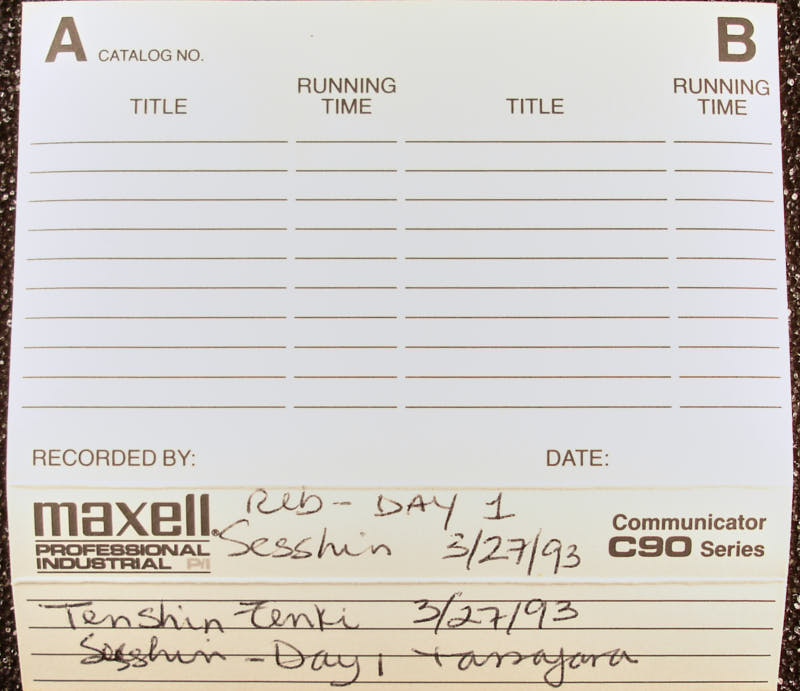 A CATALOG NO. B
TITLE RUNNING TIME TITLE RUNNING TIME
RECORDED BY: DATE:
maxell® Reb - DAY 1
PROFESSIONAL INDUSTRIAL P/I Sesshin 3/27/93
Communicator
C90 Series
Tenshin Zenki 3/27/93
Sesshin - Day 1 Tassajara